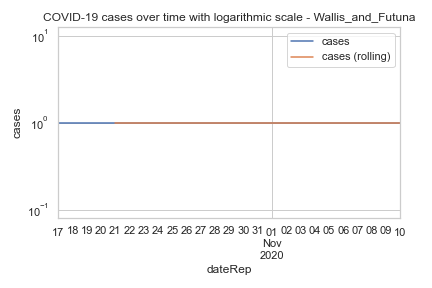 COVID-19 cases over time with logarithmic scale - Wallis_and_Futuna
cases
cases (rolling)
10¹
10⁰
10⁻¹
cases
17 18 19 20 21 22 23 24 25 26 27 28 29 30 31 01 02 03 04 05 06 07 08 09 10
Nov
2020
dateRep